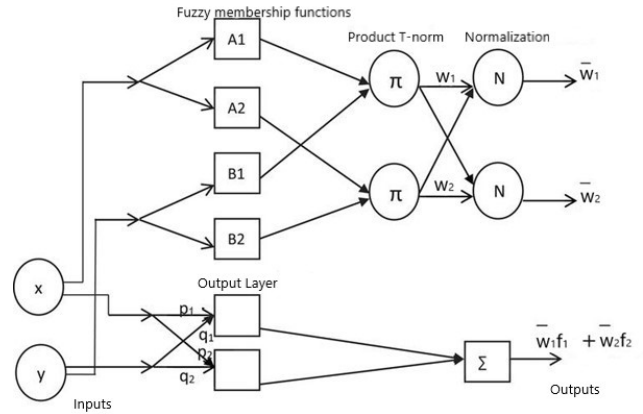 Fuzzy membership functions
Product T-norm
Normalization
A1
A2
B1
B2
π
π
w₁
w₂
N
N
w̅₁
w̅₂
x
y
Inputs
Output Layer
p₁
q₁
p₂
q₂
Σ
w̅₁f₁ + w̅₂f₂
Outputs